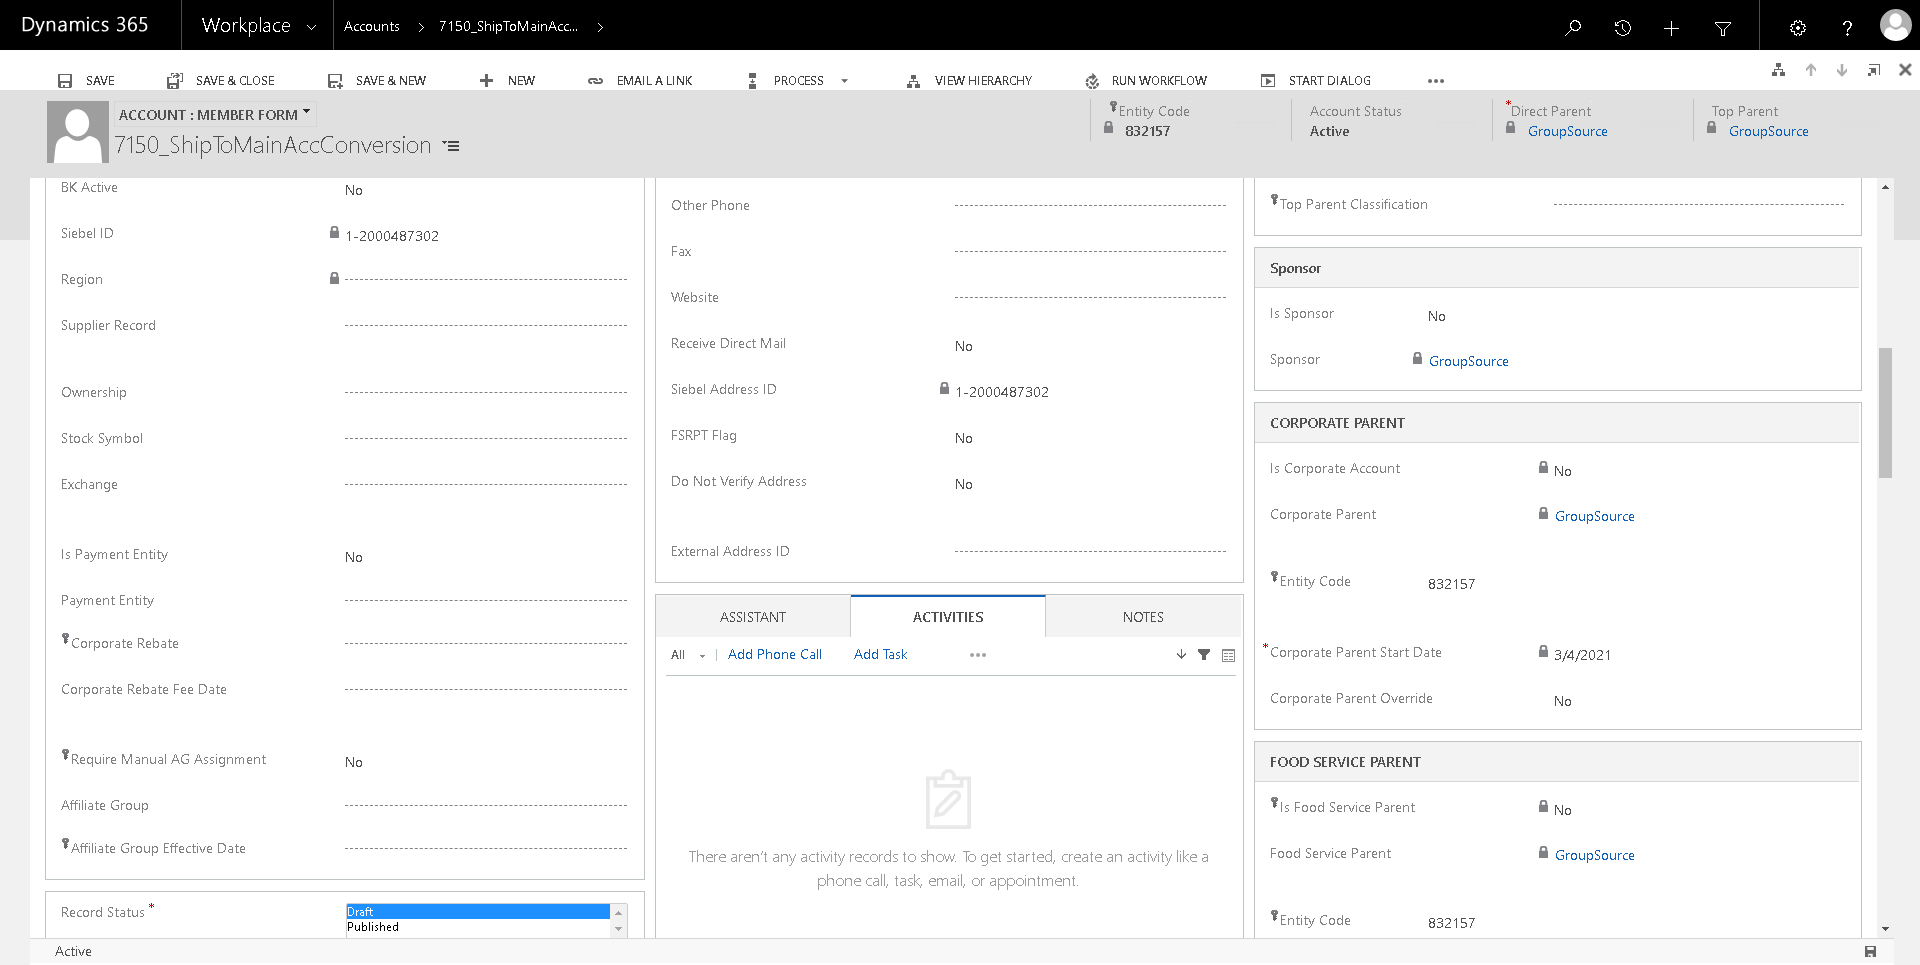 Dynamics 365
Workplace
Accounts
7150_ShipToMainAcc...
SAVE
SAVE & CLOSE
SAVE & NEW
NEW
EMAIL A LINK
PROCESS
VIEW HIERARCHY
RUN WORKFLOW
START DIALOG
ACCOUNT : MEMBER FORM
7150_ShipToMainAccConversion
Entity Code
832157
Account Status
Active
*Direct Parent
GroupSource
Top Parent
GroupSource
BK Active No
Siebel ID 1-2000487302
Region
Supplier Record
Ownership
Stock Symbol
Exchange
Is Payment Entity No
Payment Entity
Corporate Rebate
Corporate Rebate Fee Date
Require Manual AG Assignment No
Affiliate Group
Affiliate Group Effective Date
Record Status *
Draft
Published
Other Phone
Fax
Website
Receive Direct Mail No
Siebel Address ID 1-2000487302
FSRPT Flag No
Do Not Verify Address No
External Address ID
ASSISTANT
ACTIVITIES
NOTES
All
Add Phone Call
Add Task
There aren't any activity records to show. To get started, create an activity like a
phone call, task, email, or appointment.
Top Parent Classification
Sponsor
Is Sponsor No
Sponsor GroupSource
CORPORATE PARENT
Is Corporate Account No
Corporate Parent GroupSource
Entity Code 832157
*Corporate Parent Start Date 3/4/2021
Corporate Parent Override No
FOOD SERVICE PARENT
Is Food Service Parent No
Food Service Parent GroupSource
Entity Code 832157
Active